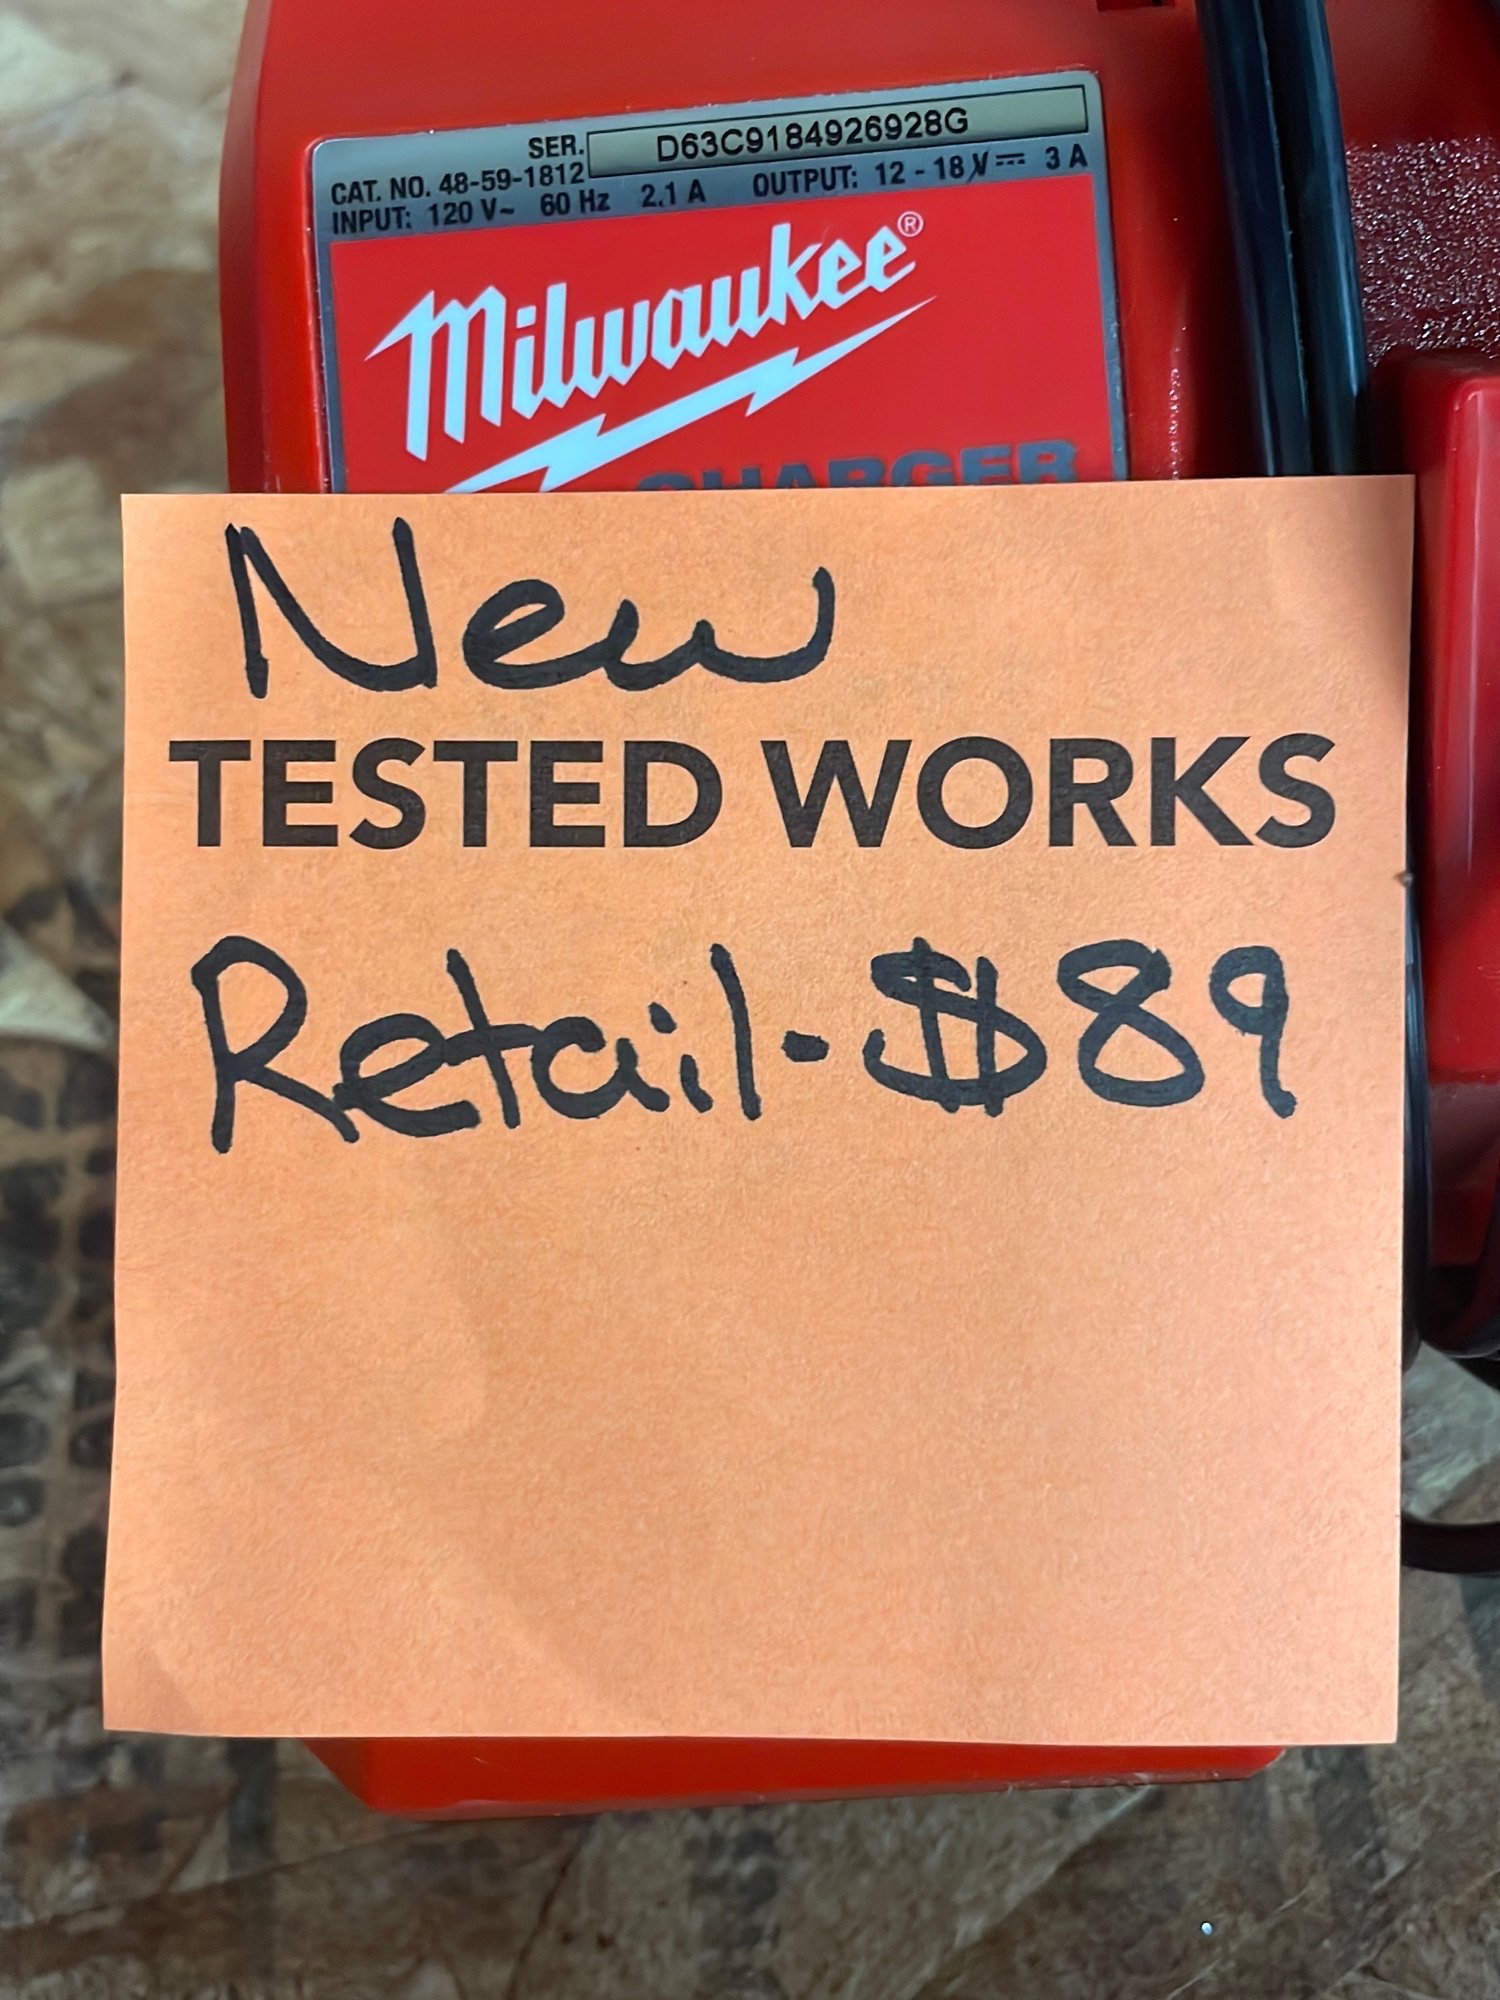 SER. D63C9184926928G
CAT. NO. 48-59-1812
INPUT: 120 V~ 60 Hz 2.1 A OUTPUT: 12 - 18 V⎓ 3 A
Milwaukee®
CHARGER
New
TESTED WORKS
Retail-$89